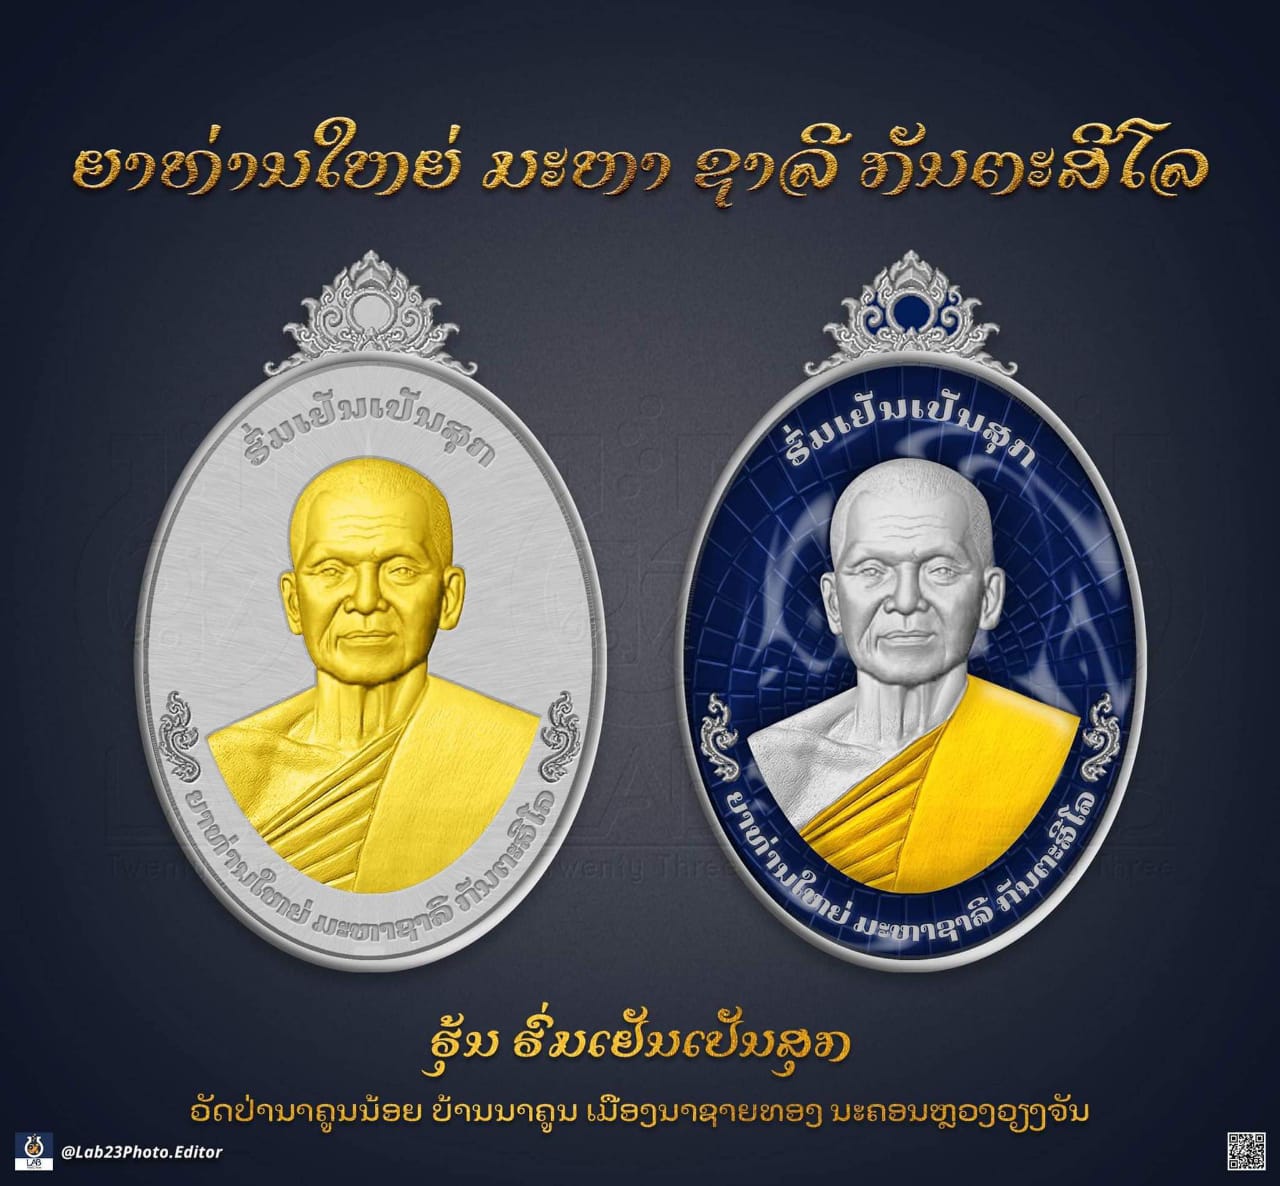 ຍາທ່ານໃຫຍ່ ມະຫາ ຊາລີ ກັນຕະສີໂລ
ຮົ່ມເຢັນເປັນສຸກ
ຍາທ່ານໃຫຍ່ ມະຫາຊາລີ ກັນຕະສີໂລ
ຮົ່ມເຢັນເປັນສຸກ
ຍາທ່ານໃຫຍ່ ມະຫາຊາລີ ກັນຕະສີໂລ
ຮຸ້ນ ຮົ່ມເຢັນເປັນສຸກ
ວັດປ່ານາຄູນນ້ອຍ ບ້ານນາຄູນ ເມືອງນາຊາຍທອງ ນະຄອນຫຼວງວຽງຈັນ
LAB
@Lab23Photo.Editor